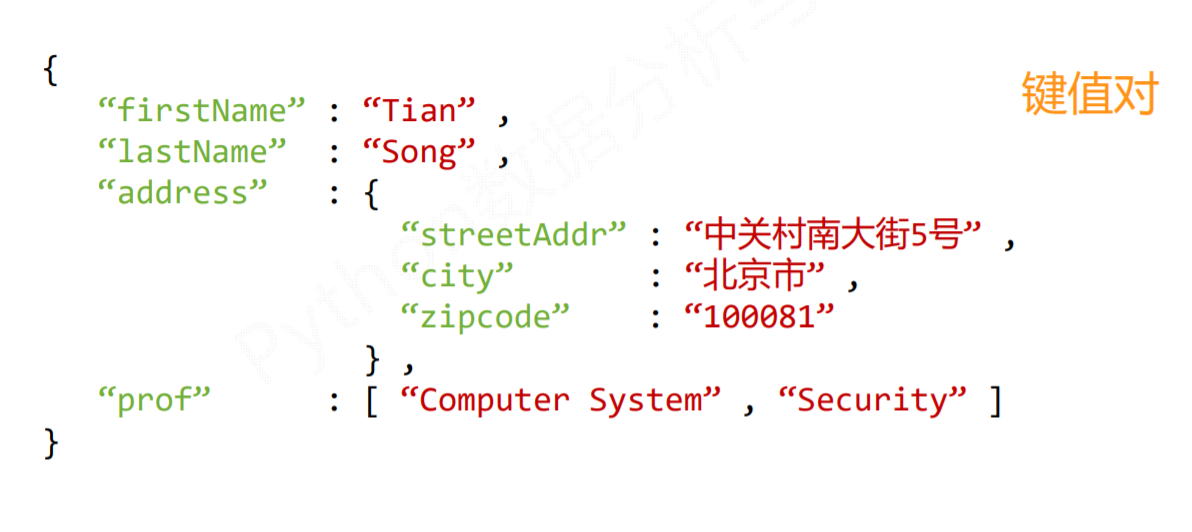 {
“firstName” : “Tian” ,
“lastName” : “Song” ,
“address” : {
“streetAddr” : “中关村南大街5号” ,
“city” : “北京市” ,
“zipcode” : “100081”
} ,
“prof” : [ “Computer System” , “Security” ]
}
键值对
Python数据分析与